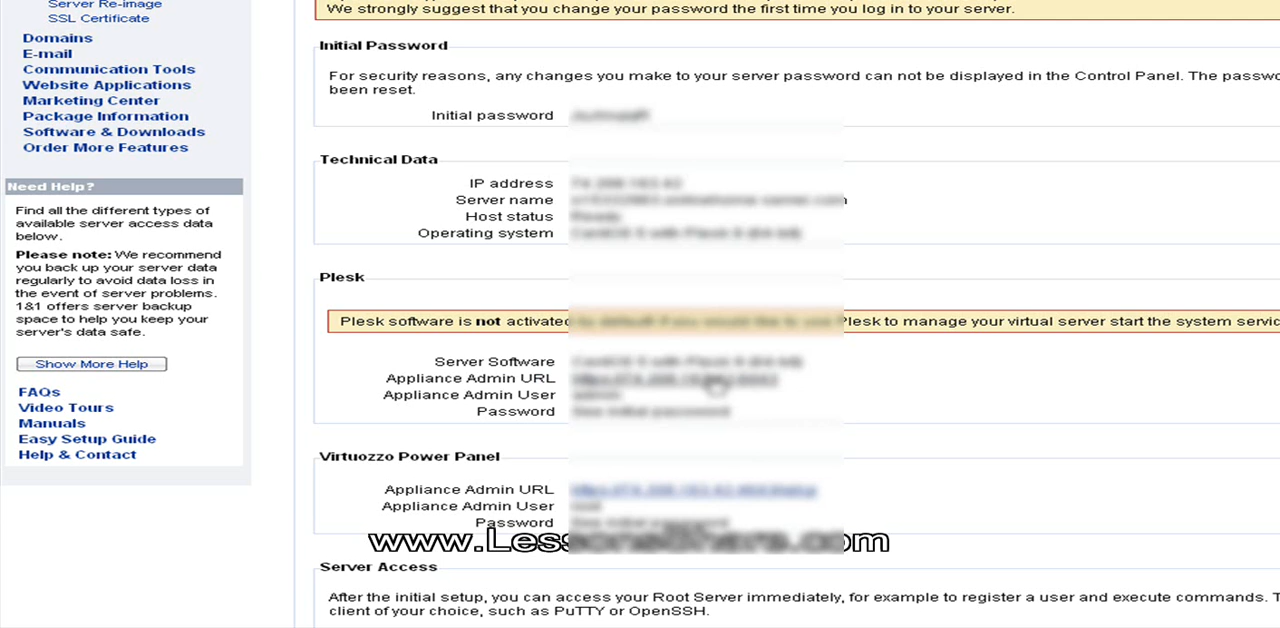 Server Re-image
SSL Certificate
Domains
E-mail
Communication Tools
Website Applications
Marketing Center
Package Information
Software & Downloads
Order More Features
Need Help?
Find all the different types of
available server access data
below.
Please note: We recommend
you back up your server data
regularly to avoid data loss in
the event of server problems.
1&1 offers server backup
space to help you keep your
server's data safe.
Show More Help
FAQs
Video Tours
Manuals
Easy Setup Guide
Help & Contact
We strongly suggest that you change your password the first time you log in to your server.
Initial Password
For security reasons, any changes you make to your server password can not be displayed in the Control Panel. The
been reset.
Initial password
Technical Data
IP address
Server name
Host status
Operating system
Plesk
Plesk software is not activated Plesk to manage your virtual server start the system
Server Software
Appliance Admin URL
Appliance Admin User
Password
Virtuozzo Power Panel
Appliance Admin URL
Appliance Admin User
Password
Server Access
After the initial setup, you can access your Root Server immediately, for example to register a user and execute commands.
client of your choice, such as PuTTY or OpenSSH.